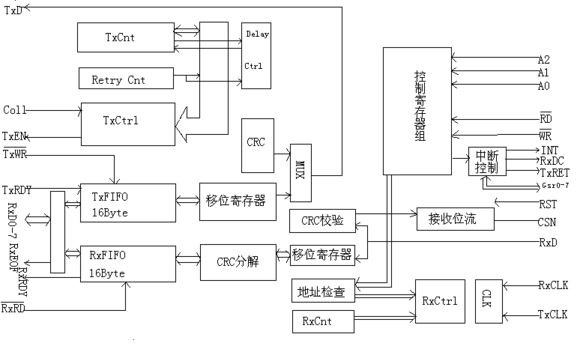 TxD
TxCnt
Delay
Ctrl
Retry Cnt
Coll
TxCtrl
TxEN
TxWR
CRC
MUX
控制寄存器组
A2
A1
A0
RD
WR
中断控制
INT
RxDC
TxRET
Gsr0-7
TxRDY
TxFIFO
16Byte
移位寄存器
RST
CRC校验
接收位流
CSN
RxD0-7
RxEOF
RxRDY
RxFIFO
16Byte
CRC分解
移位寄存器
RxD
地址检查
RxCtrl
CLK
RxCLK
RxRD
RxCnt
TxCLK